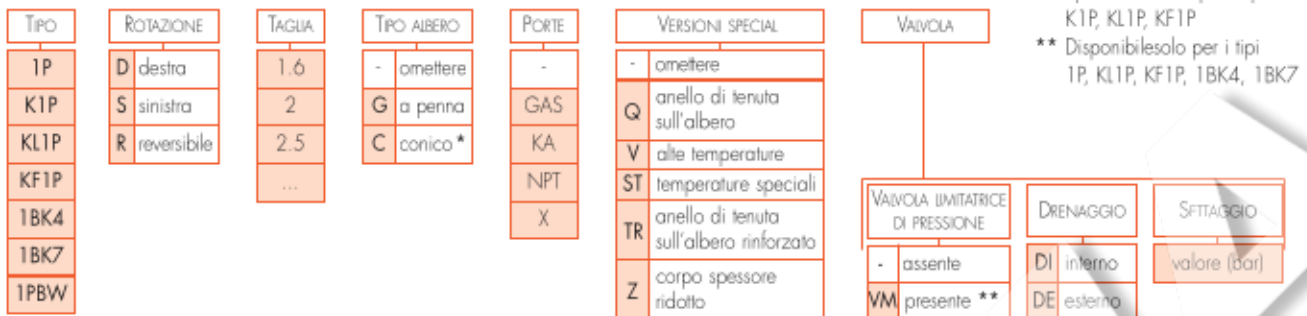 K1P, KL1P, KF1P
** Disponibilesolo per i tipi
1P, KL1P, KF1P, 1BK4, 1BK7
TIPO
1P
K1P
KL1P
KF1P
1BK4
1BK7
1PBW
ROTAZIONE
D destra
S sinistra
R reversibile
TAGLIA
1.6
2
2.5
...
TIPO ALBERO
- omettere
G a penna
C conico *
PORTE
-
GAS
KA
NPT
X
VERSIONI SPECIAL
- omettere
Q anello di tenuta
sull'albero
V alte temperature
ST temperature speciali
TR anello di tenuta
sull'albero rinforzato
Z corpo spessore
ridotto
VALVOLA
VALVOLA LIMITATRICE
DI PRESSIONE
- assente
VM presente **
DRENAGGIO
DI interno
DE esterno
SETTAGGIO
valore (bar)